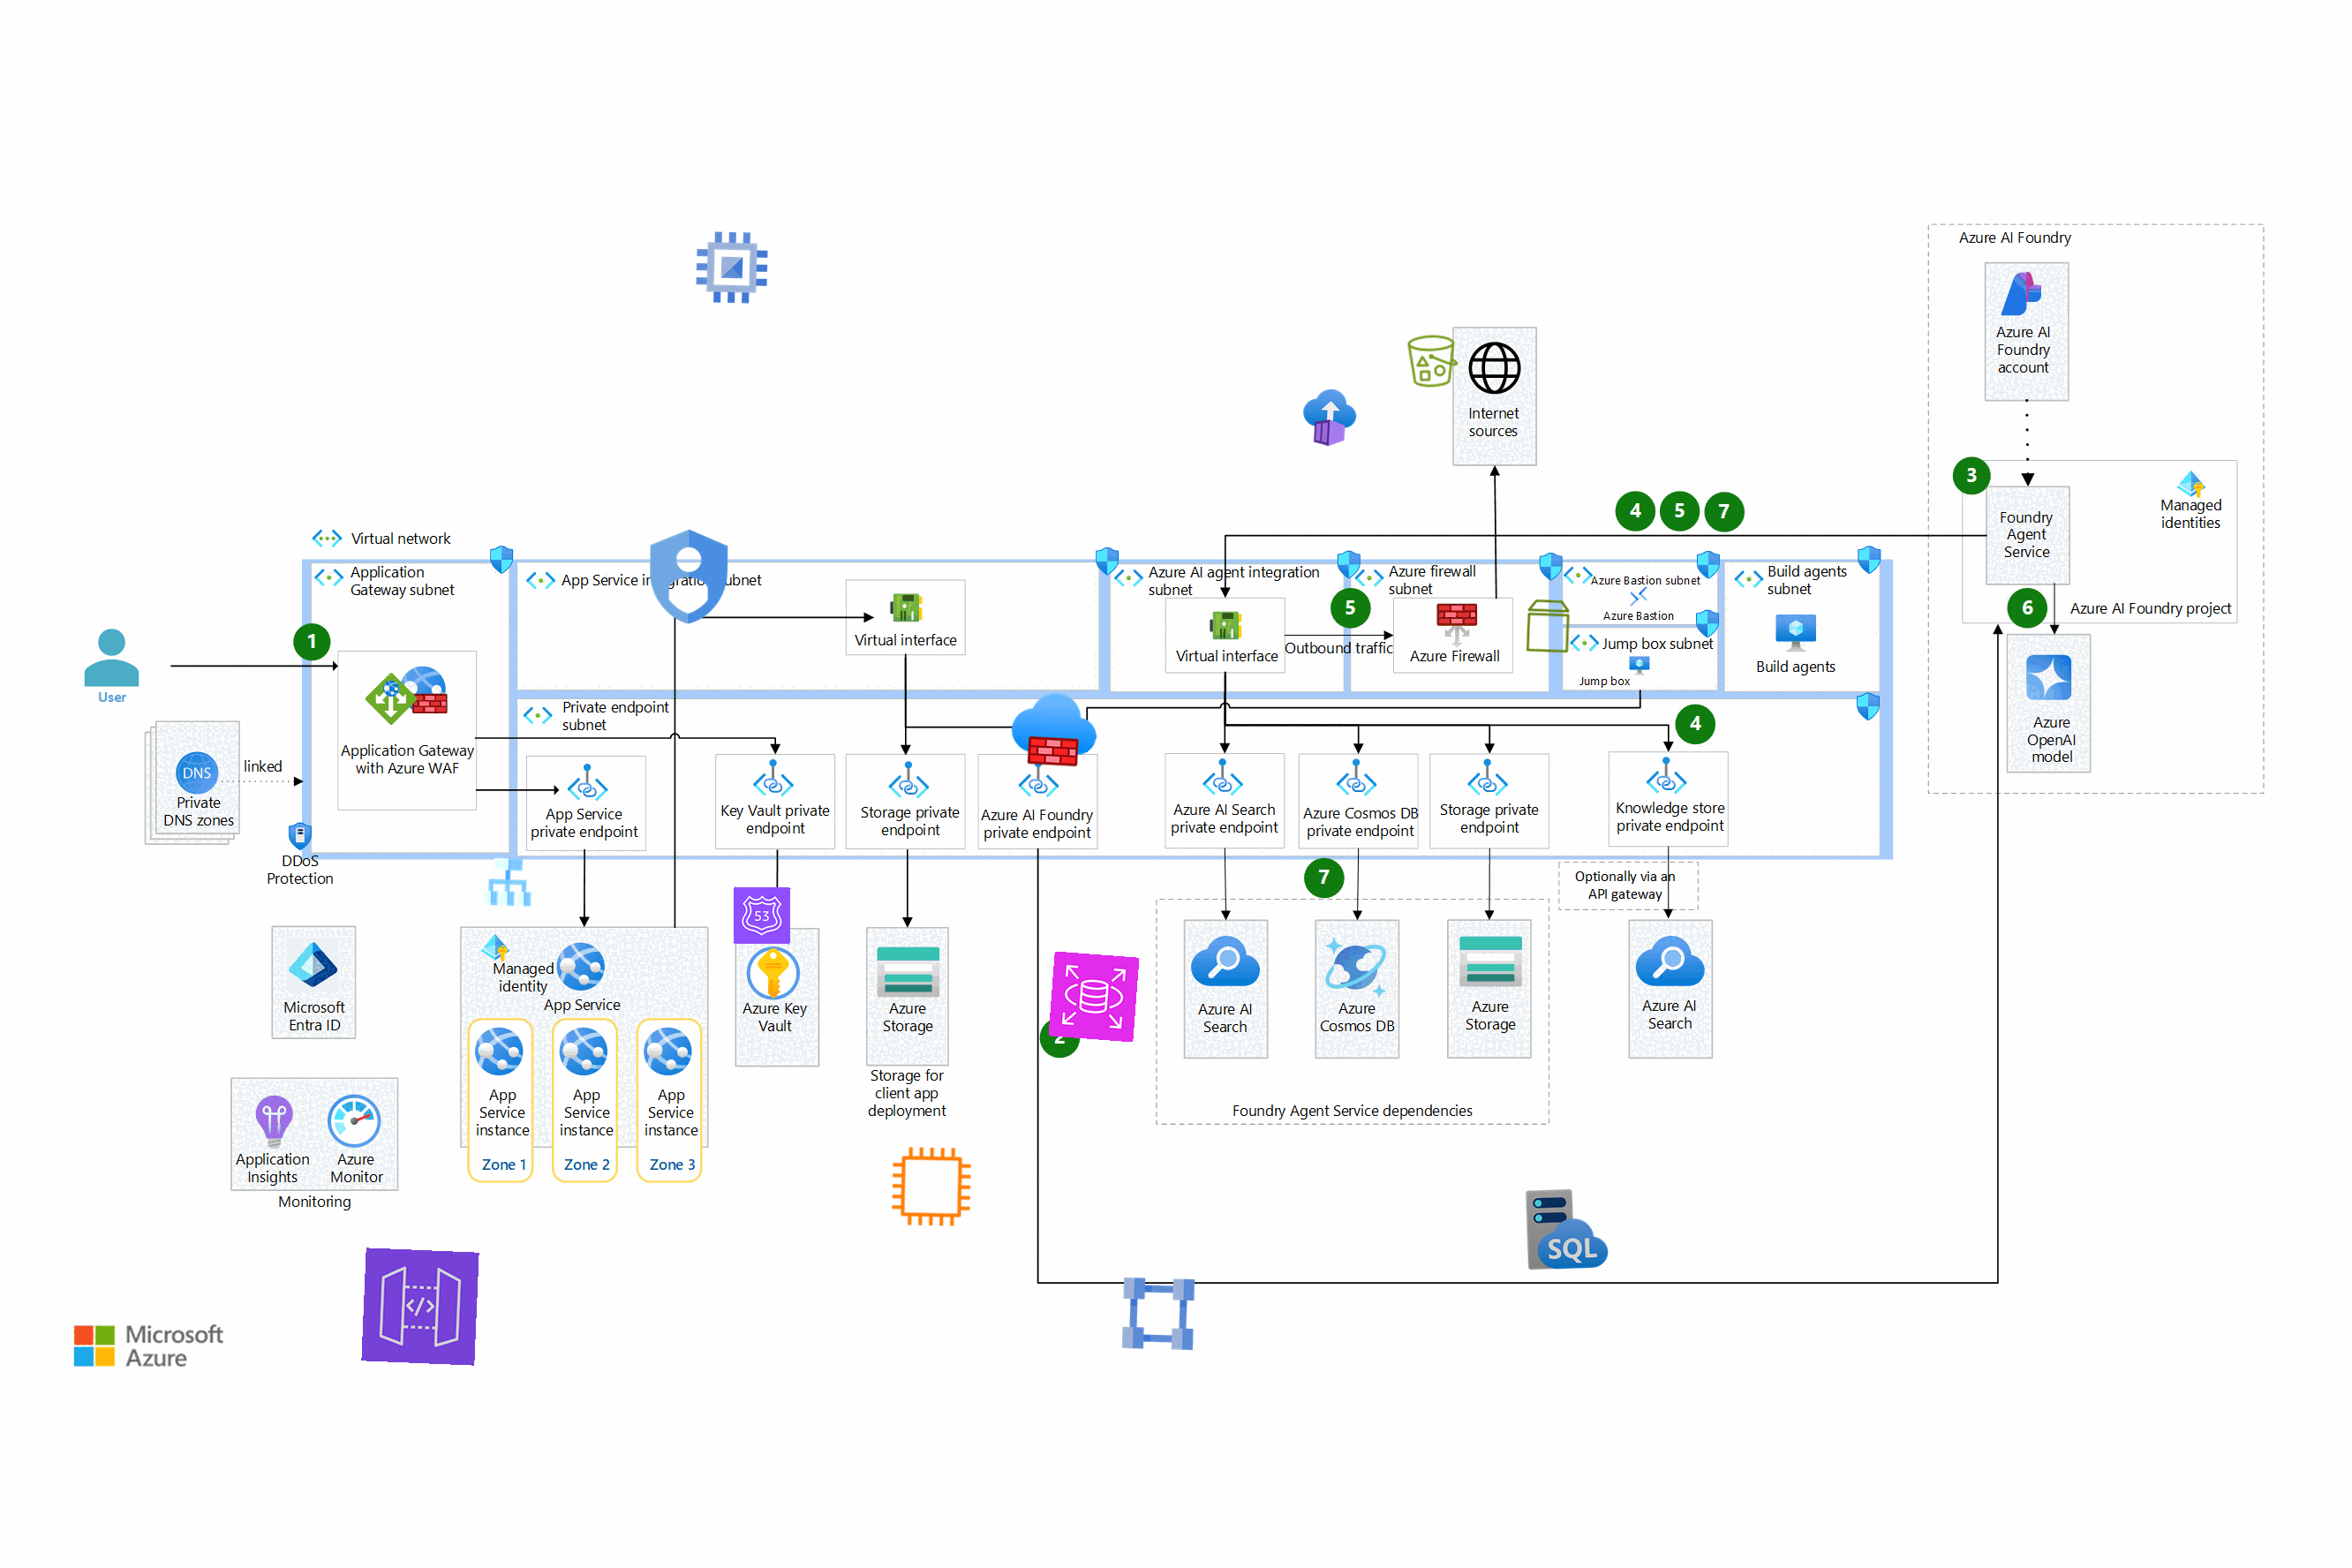 Azure AI Foundry
Azure AI
Foundry
account
Internet
sources
3
Managed
identities
4
5
7
Foundry
Agent
Service
Azure AI Foundry project
6
Azure
OpenAI
model
Virtual network
Application
Gateway subnet
App Service in
subnet
Virtual interface
Azure AI agent integration
subnet
Virtual interface
5
Outbound traffic
Azure firewall
subnet
Azure Firewall
Azure Bastion subnet
Azure Bastion
Jump box subnet
Jump box
Build agents
subnet
Build agents
1
User
Application Gateway
with Azure WAF
DNS
Private
DNS zones
linked
DDoS
Protection
Private endpoint
subnet
App Service
private endpoint
Key Vault private
endpoint
Storage private
endpoint
Azure AI Foundry
private endpoint
Azure AI Search
private endpoint
Azure Cosmos DB
private endpoint
Storage private
endpoint
4
Knowledge store
private endpoint
7
Optionally via an
API gateway
Microsoft
Entra ID
Managed
identity
App Service
App
Service
instance
Zone 1
App
Service
instance
Zone 2
App
Service
instance
Zone 3
53
Azure Key
Vault
Azure
Storage
Storage for
client app
deployment
2
Azure AI
Search
Azure
Cosmos DB
Azure
Storage
Foundry Agent Service dependencies
Azure AI
Search
Application
Insights
Azure
Monitor
Monitoring
SQL
</>
Microsoft
Azure